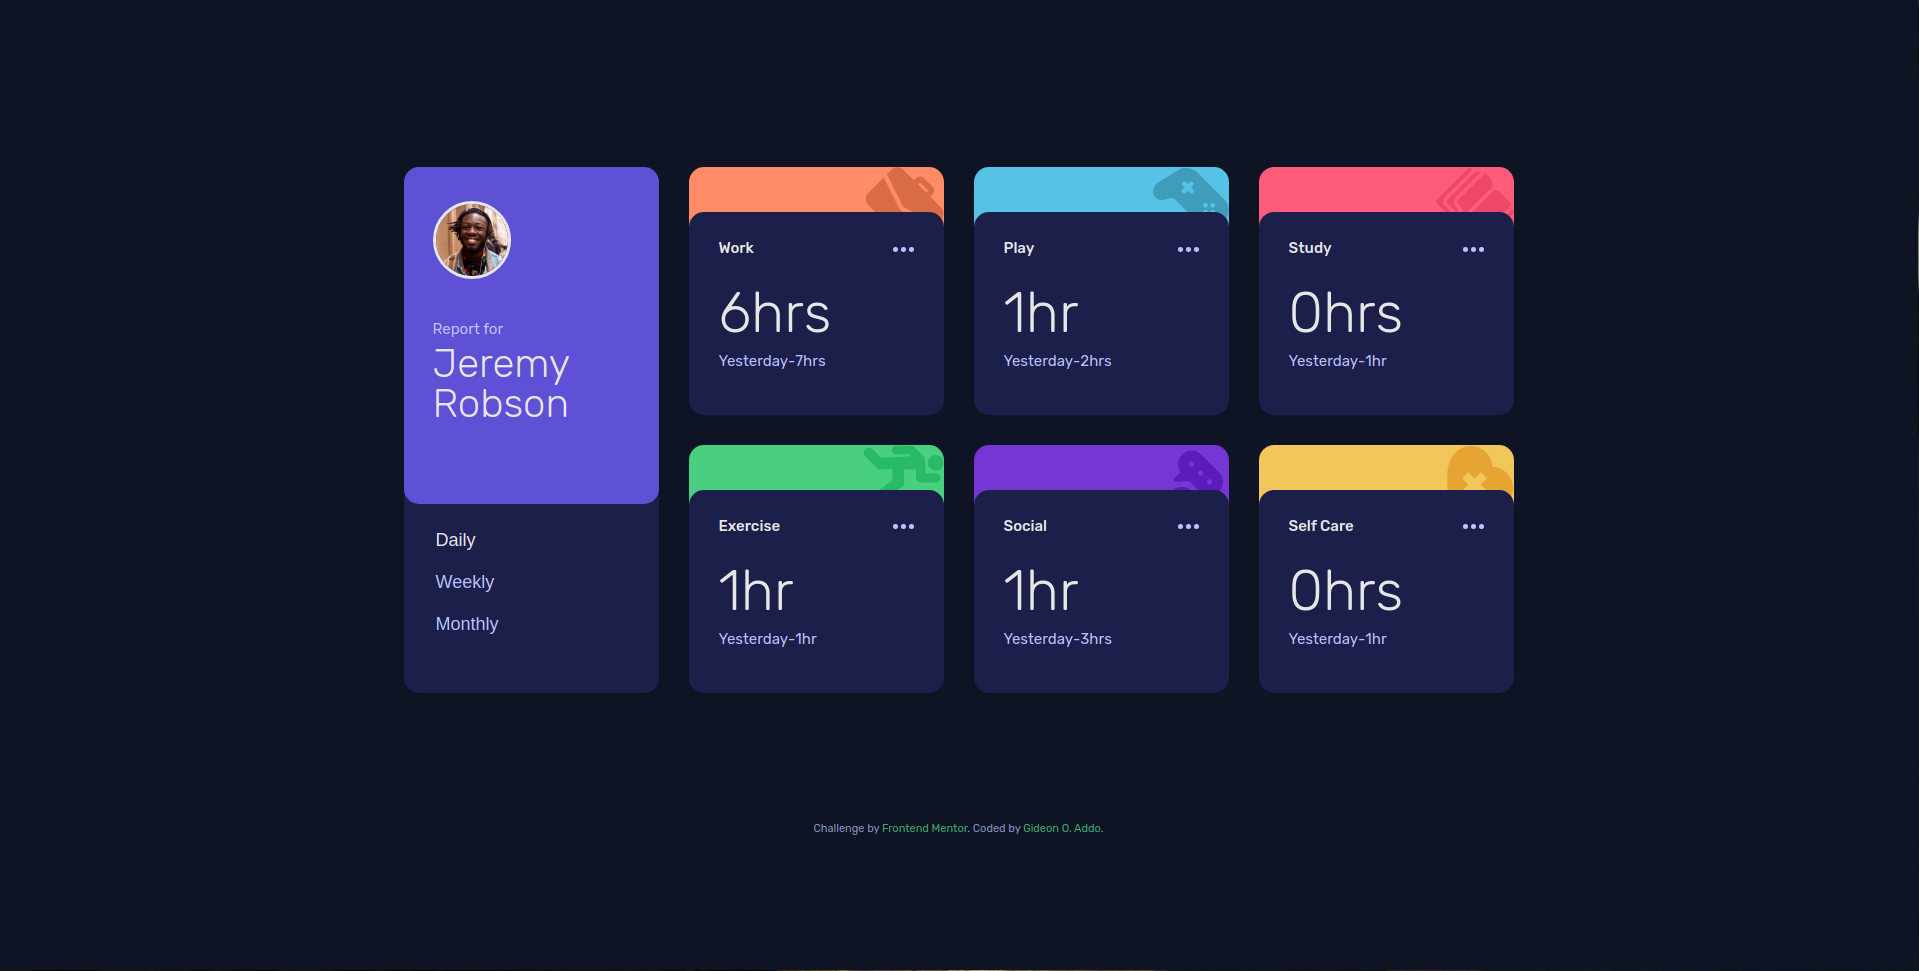 Report for
Jeremy
Robson
Daily
Weekly
Monthly
Work
6hrs
Yesterday-7hrs
Play
1hr
Yesterday-2hrs
Study
0hrs
Yesterday-1hr
Exercise
1hr
Yesterday-1hr
Social
1hr
Yesterday-3hrs
Self Care
0hrs
Yesterday-1hr
Challenge by Frontend Mentor. Coded by Gideon O. Addo.